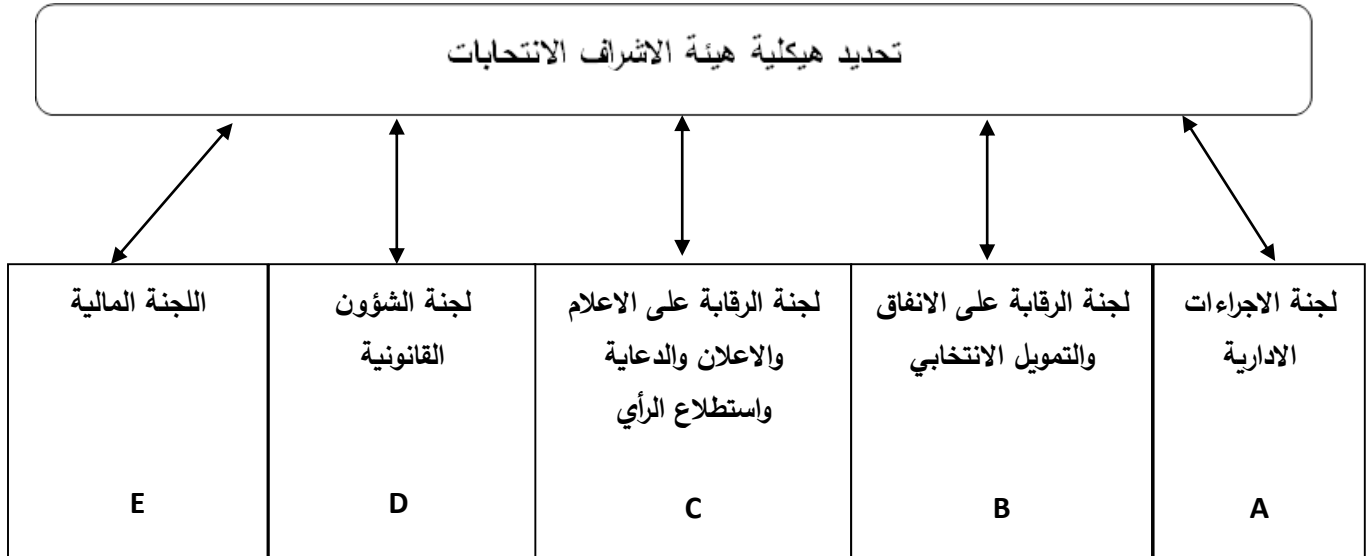 تحديد هيكلية هيئة الاشراف الانتحابات
لجنة الاجراءات
الادارية
A
لجنة الرقابة على الانفاق
والتمويل الانتخابي
B
لجنة الرقابة على الاعلام
والاعلان والدعاية
واستطلاع الرأي
C
لجنة الشؤون
القانونية
D
اللجنة المالية
E